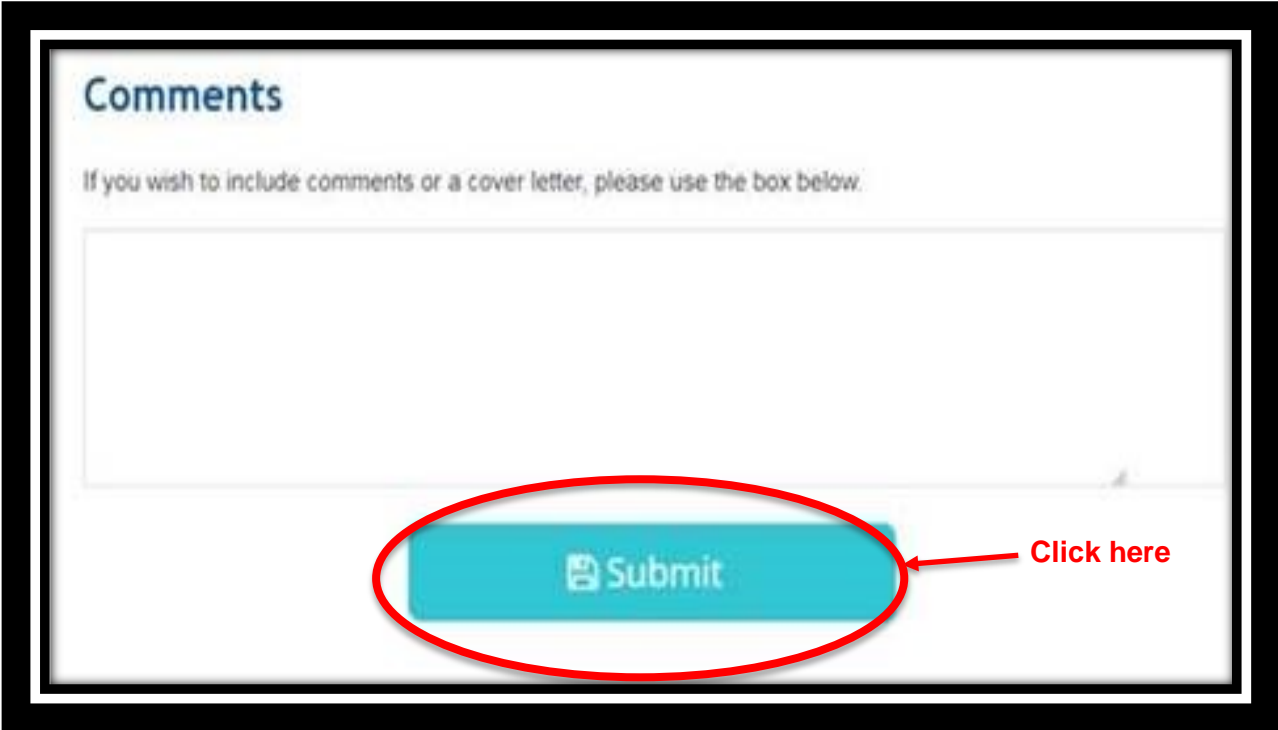 Comments
If you wish to include comments or a cover letter, please use the box below.
Submit
Click here